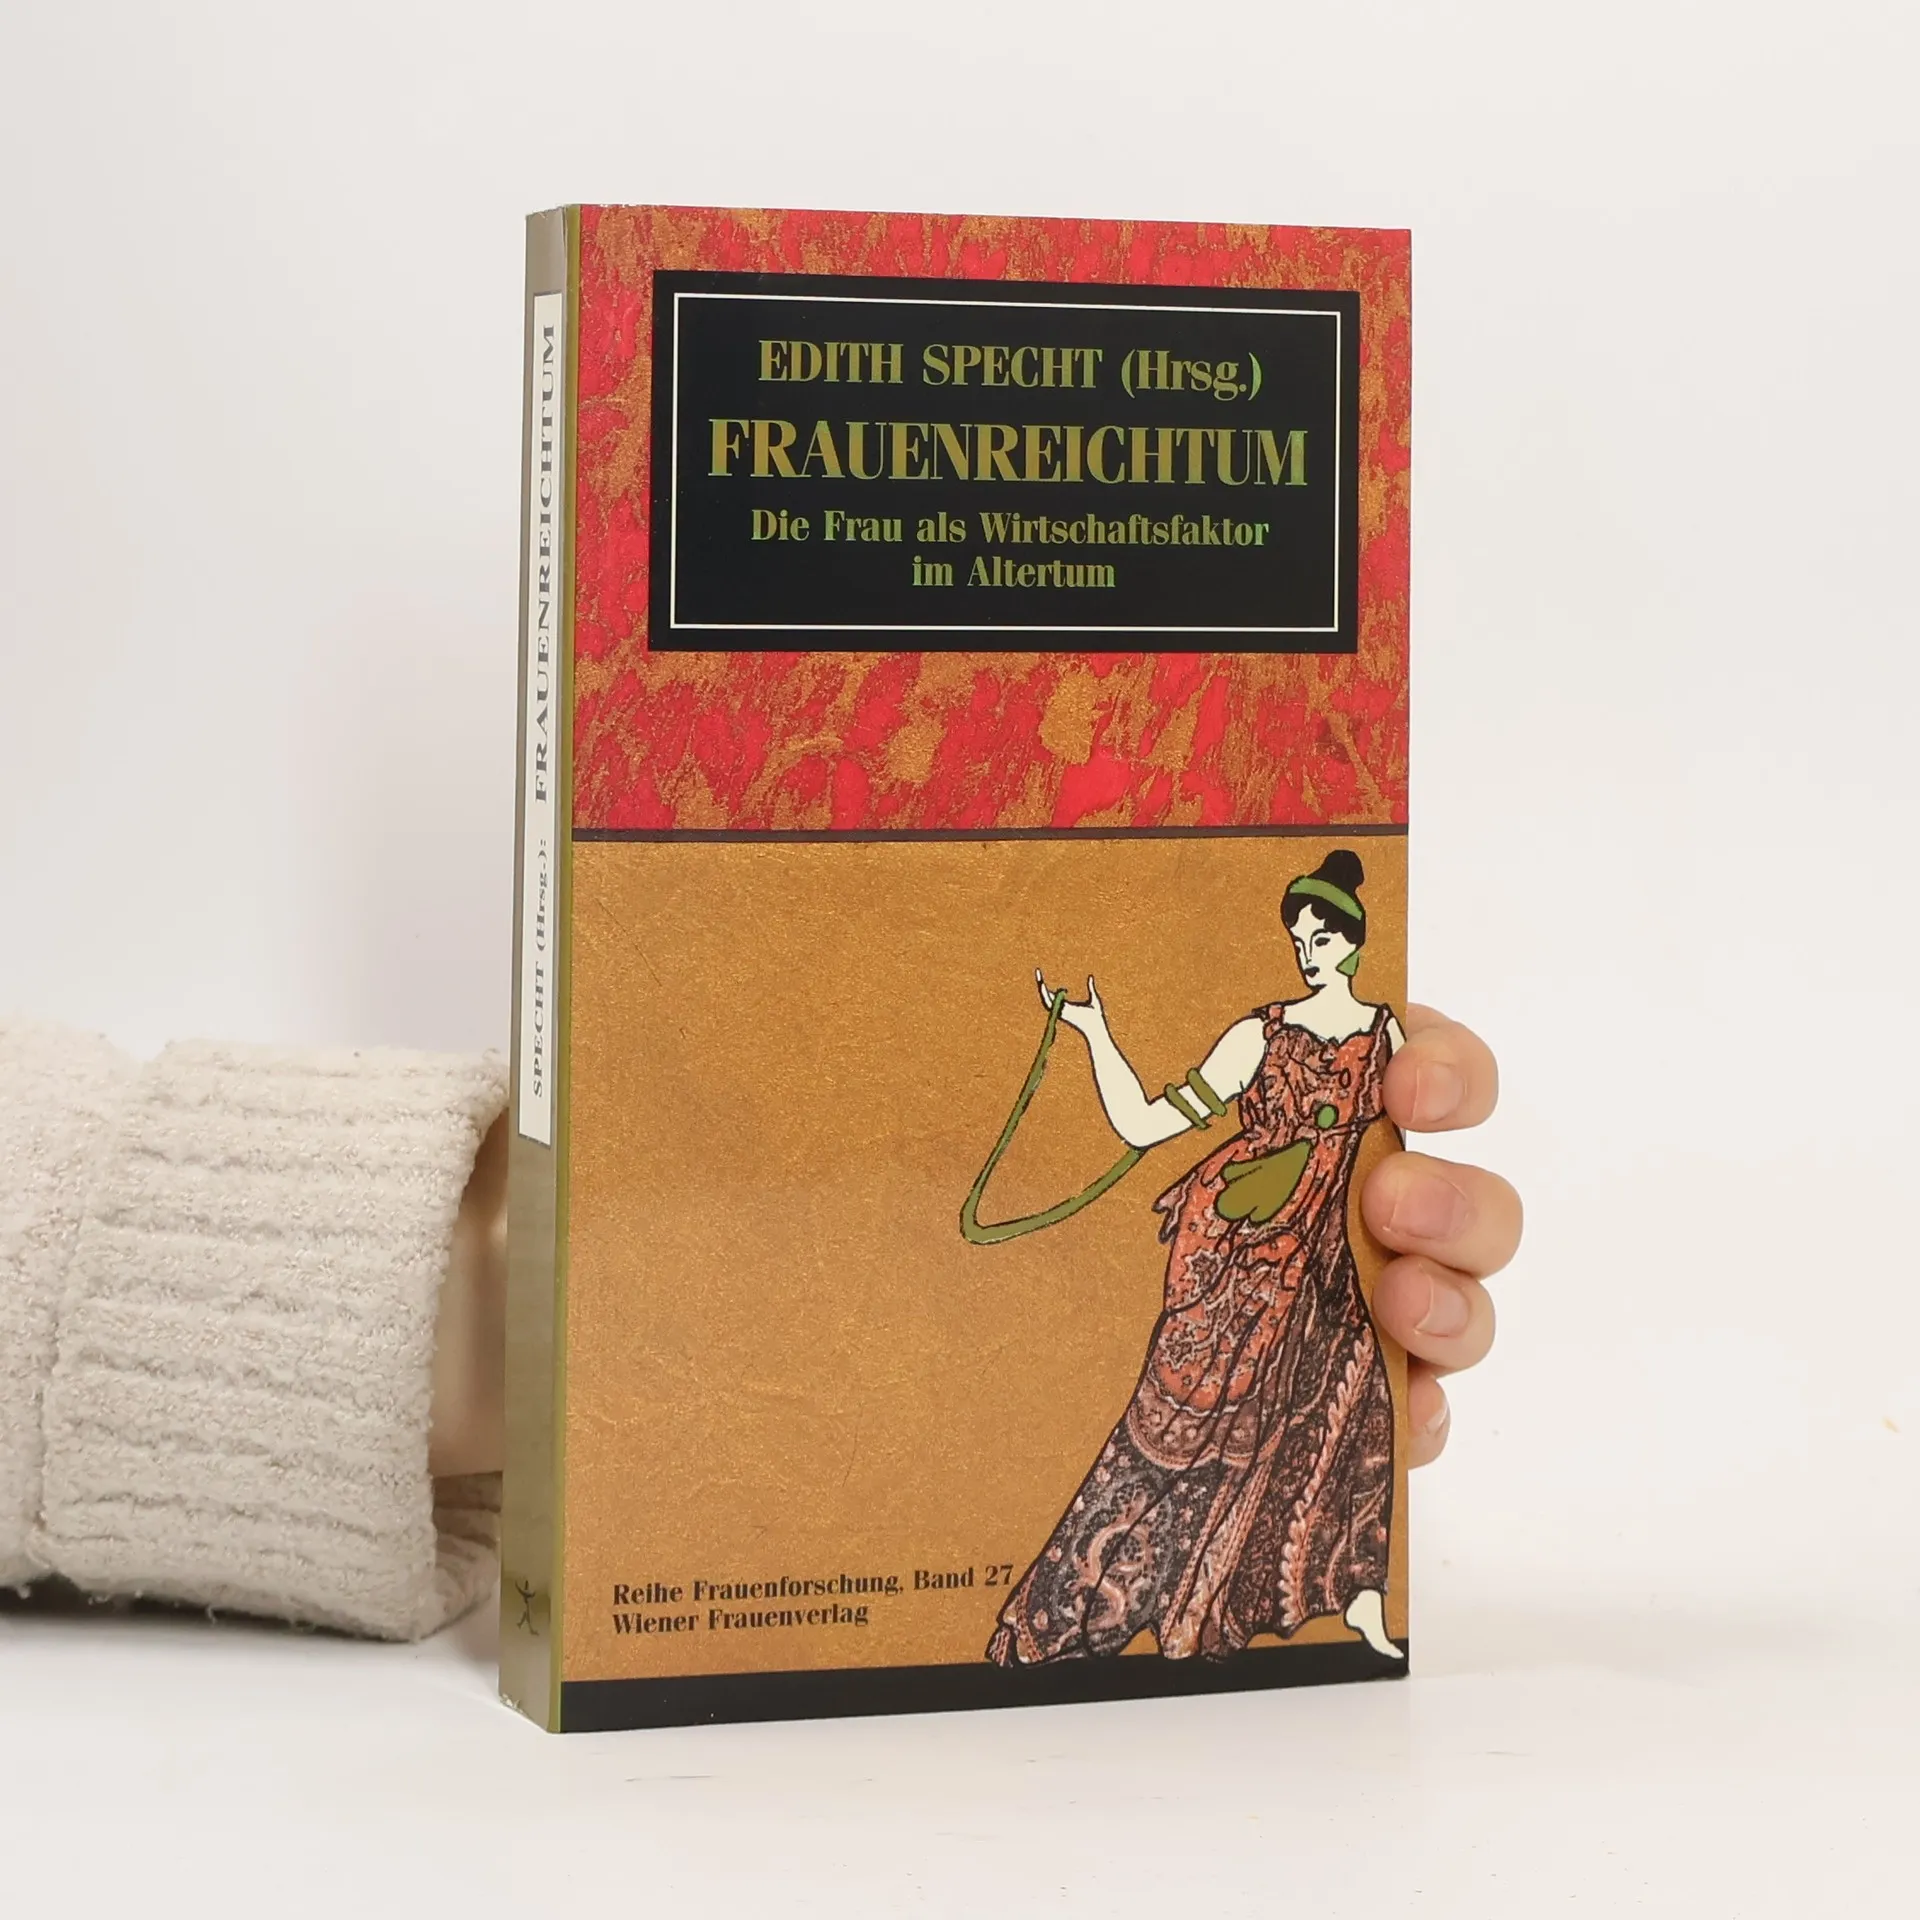 EDITH SPECHT (Hrsg.)
FRAUENREICHTUM
Die Frau als Wirtschaftsfaktor
im Altertum
Reihe Frauenforschung, Band 27
Wiener Frauenverlag
SPECHT (Hrsg.): FRAUENREICHTUM